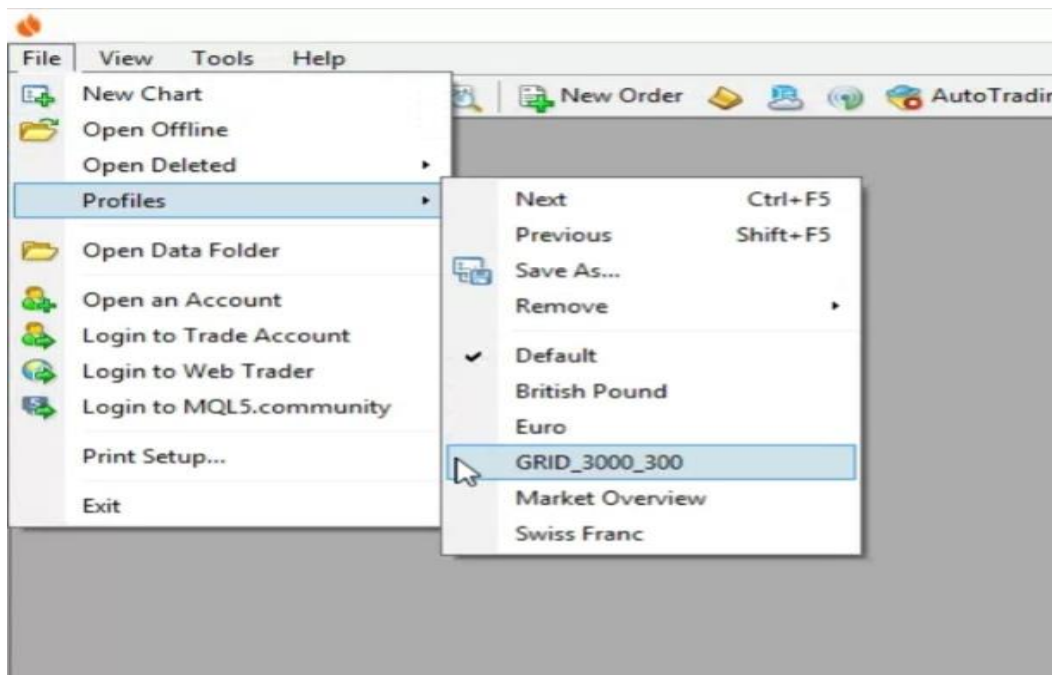 File View Tools Help
New Order AutoTradin
New Chart
Open Offline
Open Deleted
Profiles
Open Data Folder
Open an Account
Login to Trade Account
Login to Web Trader
Login to MQL5.community
Print Setup...
Exit
Next Ctrl+F5
Previous Shift+F5
Save As...
Remove
Default
British Pound
Euro
GRID_3000_300
Market Overview
Swiss Franc